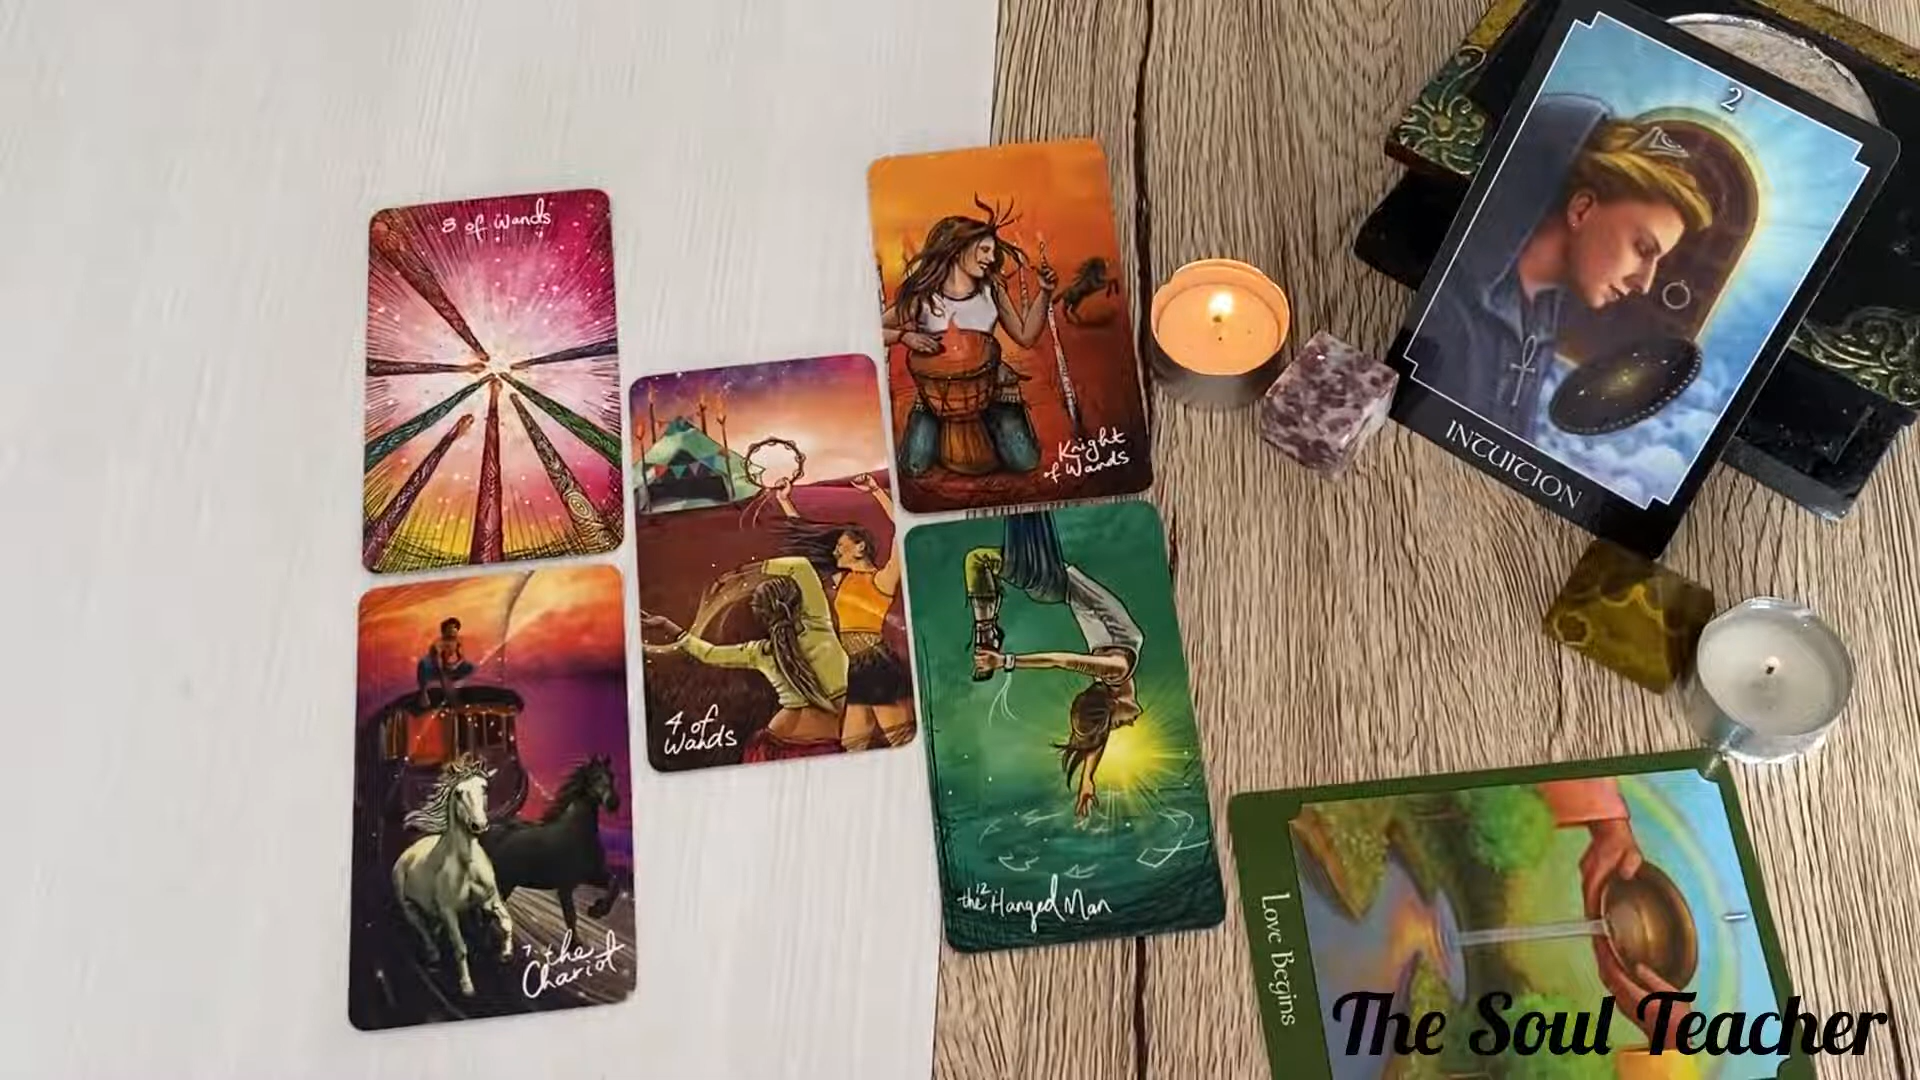 8 of Wands
Knight
of Wands
4 of
Wands
7. the
Chariot
12
the Hanged Man
2
INTUITION
1
Love Begins
The Soul Teacher